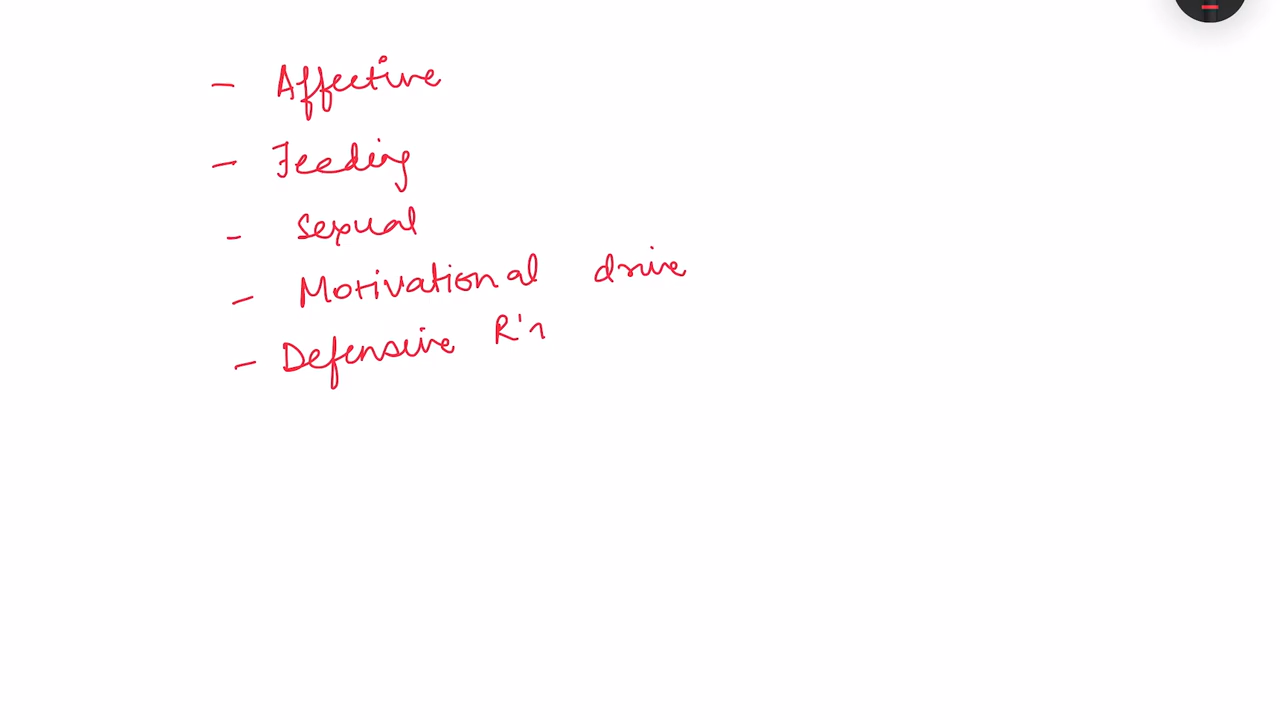 - Affective
- Feeding
- Sexual
- Motivational drive
- Defensive R'n